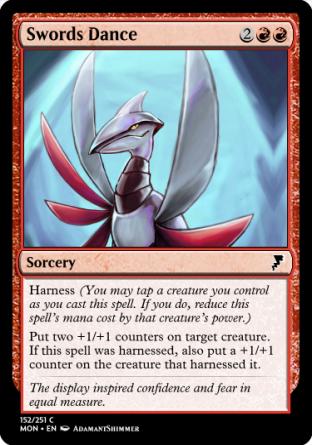 Swords Dance 2
Sorcery
Harness (You may tap a creature you control
as you cast this spell. If you do, reduce this
spell's mana cost by that creature's power.)
Put two +1/+1 counters on target creature.
If this spell was harnessed, also put a +1/+1
counter on the creature that harnessed it.
The display inspired confidence and fear in
equal measure.
152/251 C
MON • EN AdamantShimmer